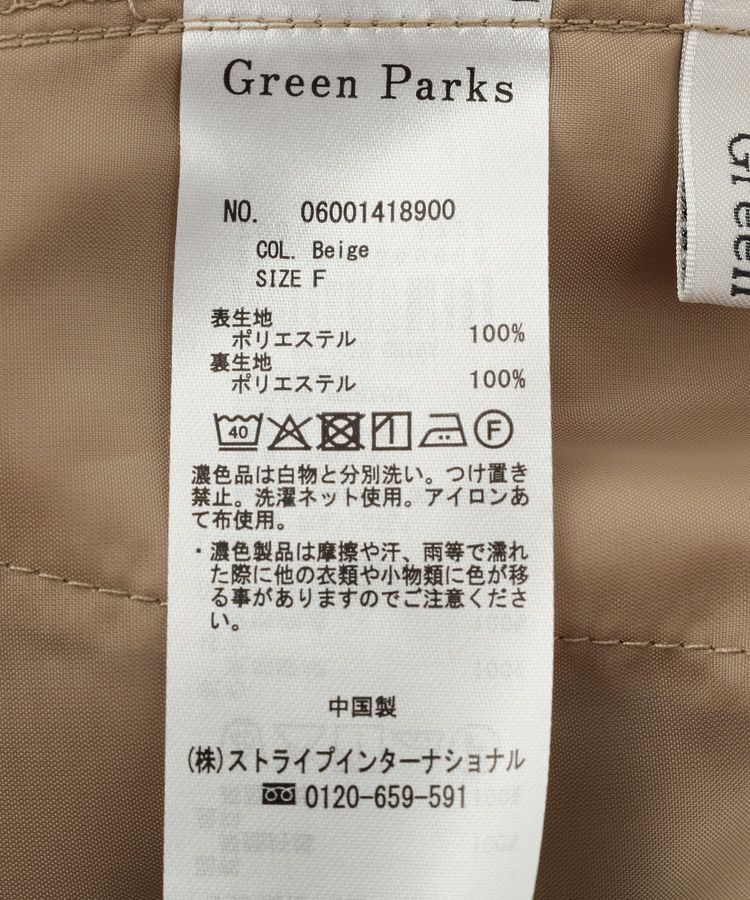 Green Parks
Green
NO. 06001418900
COL. Beige
SIZE F
表生地
ポリエステル 100%
裏生地
ポリエステル 100%
40 F
濃色品は白物と分別洗い。つけ置き
禁止。洗濯ネット使用。アイロンあ
て布使用。
・濃色製品は摩擦や汗、雨等で濡れ
た際に他の衣類や小物類に色が移
る事がありますのでご注意くださ
い。
中国製
(株)ストライプインターナショナル
0120-659-591